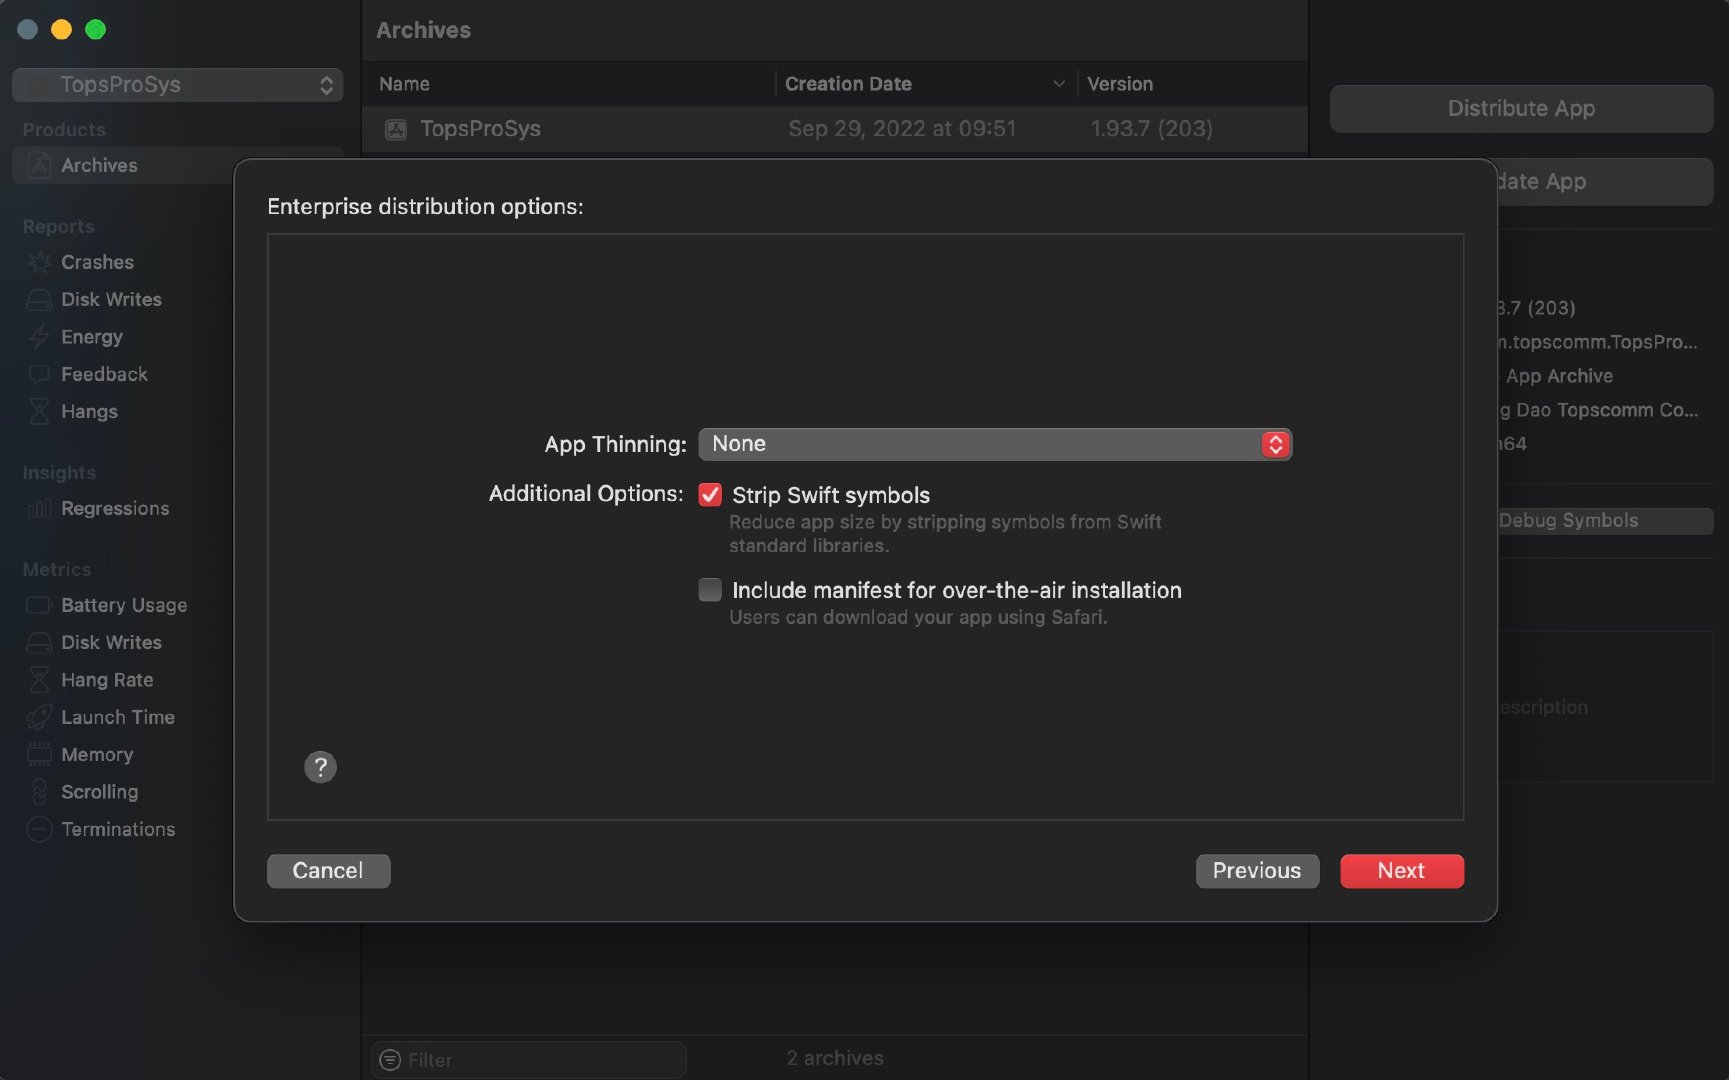 Archives
TopsProSys
Name
Creation Date
Version
Distribute App
Products
TopsProSys
Sep 29, 2022 at 09:51
1.93.7 (203)
Archives
date App
Enterprise distribution options:
Reports
Crashes
Disk Writes
3.7 (203)
Energy
.topscomm.TopsPro...
Feedback
App Archive
Hangs
g Dao Topscomm Co...
App Thinning:
None
64
Insights
Additional Options:
Strip Swift symbols
Regressions
Reduce app size by stripping symbols from Swift
Debug Symbols
standard libraries.
Metrics
Include manifest for over-the-air installation
Battery Usage
Users can download your app using Safari.
Disk Writes
Hang Rate
escription
Launch Time
Memory
?
Scrolling
Terminations
Cancel
Previous
Next
Filter
2 archives